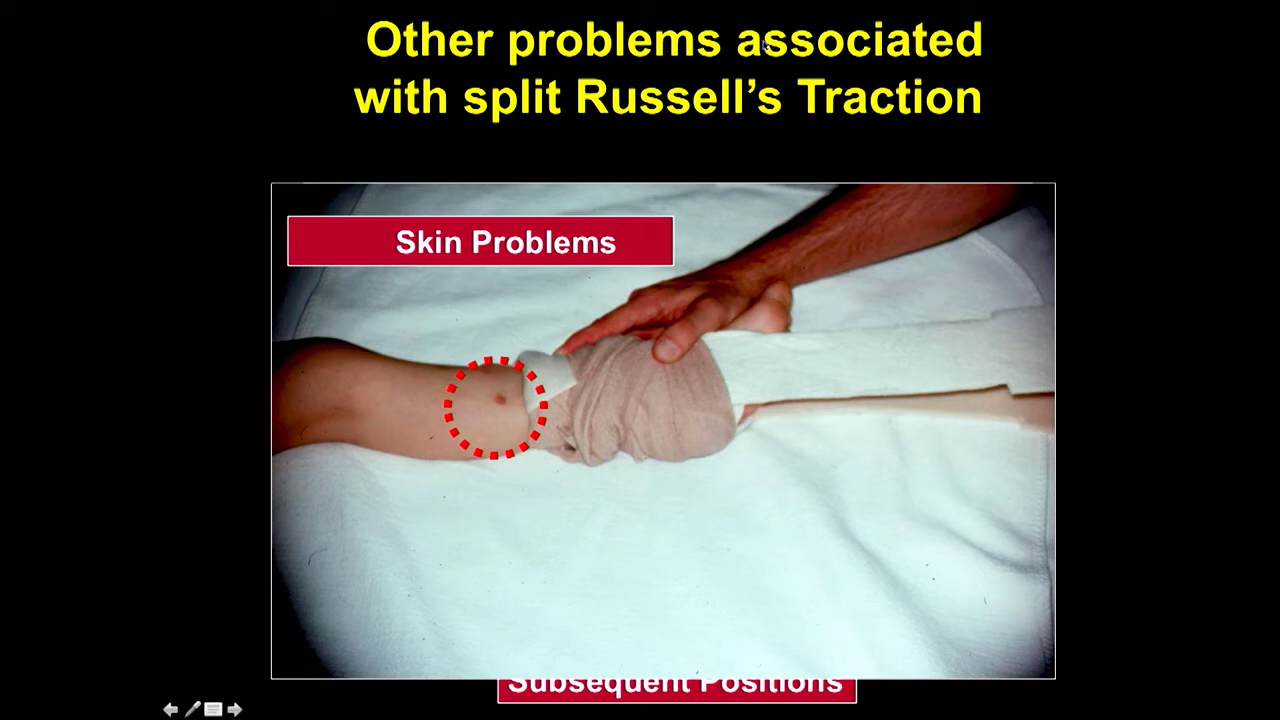 Other problems associated
with split Russell’s Traction
Skin Problems
Subsequent Positions